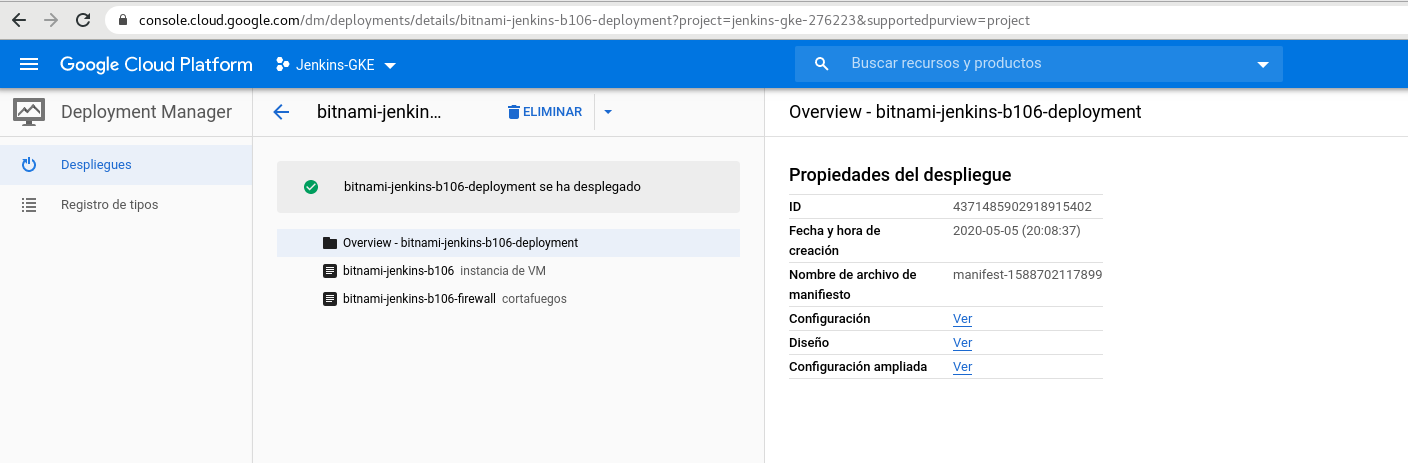 console.cloud.google.com/dm/deployments/details/bitnami-jenkins-b106-deployment?project=jenkins-gke-276223&supportedpurview=project
Google Cloud Platform
Jenkins-GKE
Buscar recursos y productos
Deployment Manager
Despliegues
Registro de tipos
bitnami-jenkin...
ELIMINAR
bitnami-jenkins-b106-deployment se ha desplegado
Overview - bitnami-jenkins-b106-deployment
bitnami-jenkins-b106 instancia de VM
bitnami-jenkins-b106-firewall cortafuegos
Overview - bitnami-jenkins-b106-deployment
Propiedades del despliegue
ID 4371485902918915402
Fecha y hora de 2020-05-05 (20:08:37)
creación
Nombre de archivo de manifest-1588702117899
manifiesto
Configuración Ver
Diseño Ver
Configuración ampliada Ver